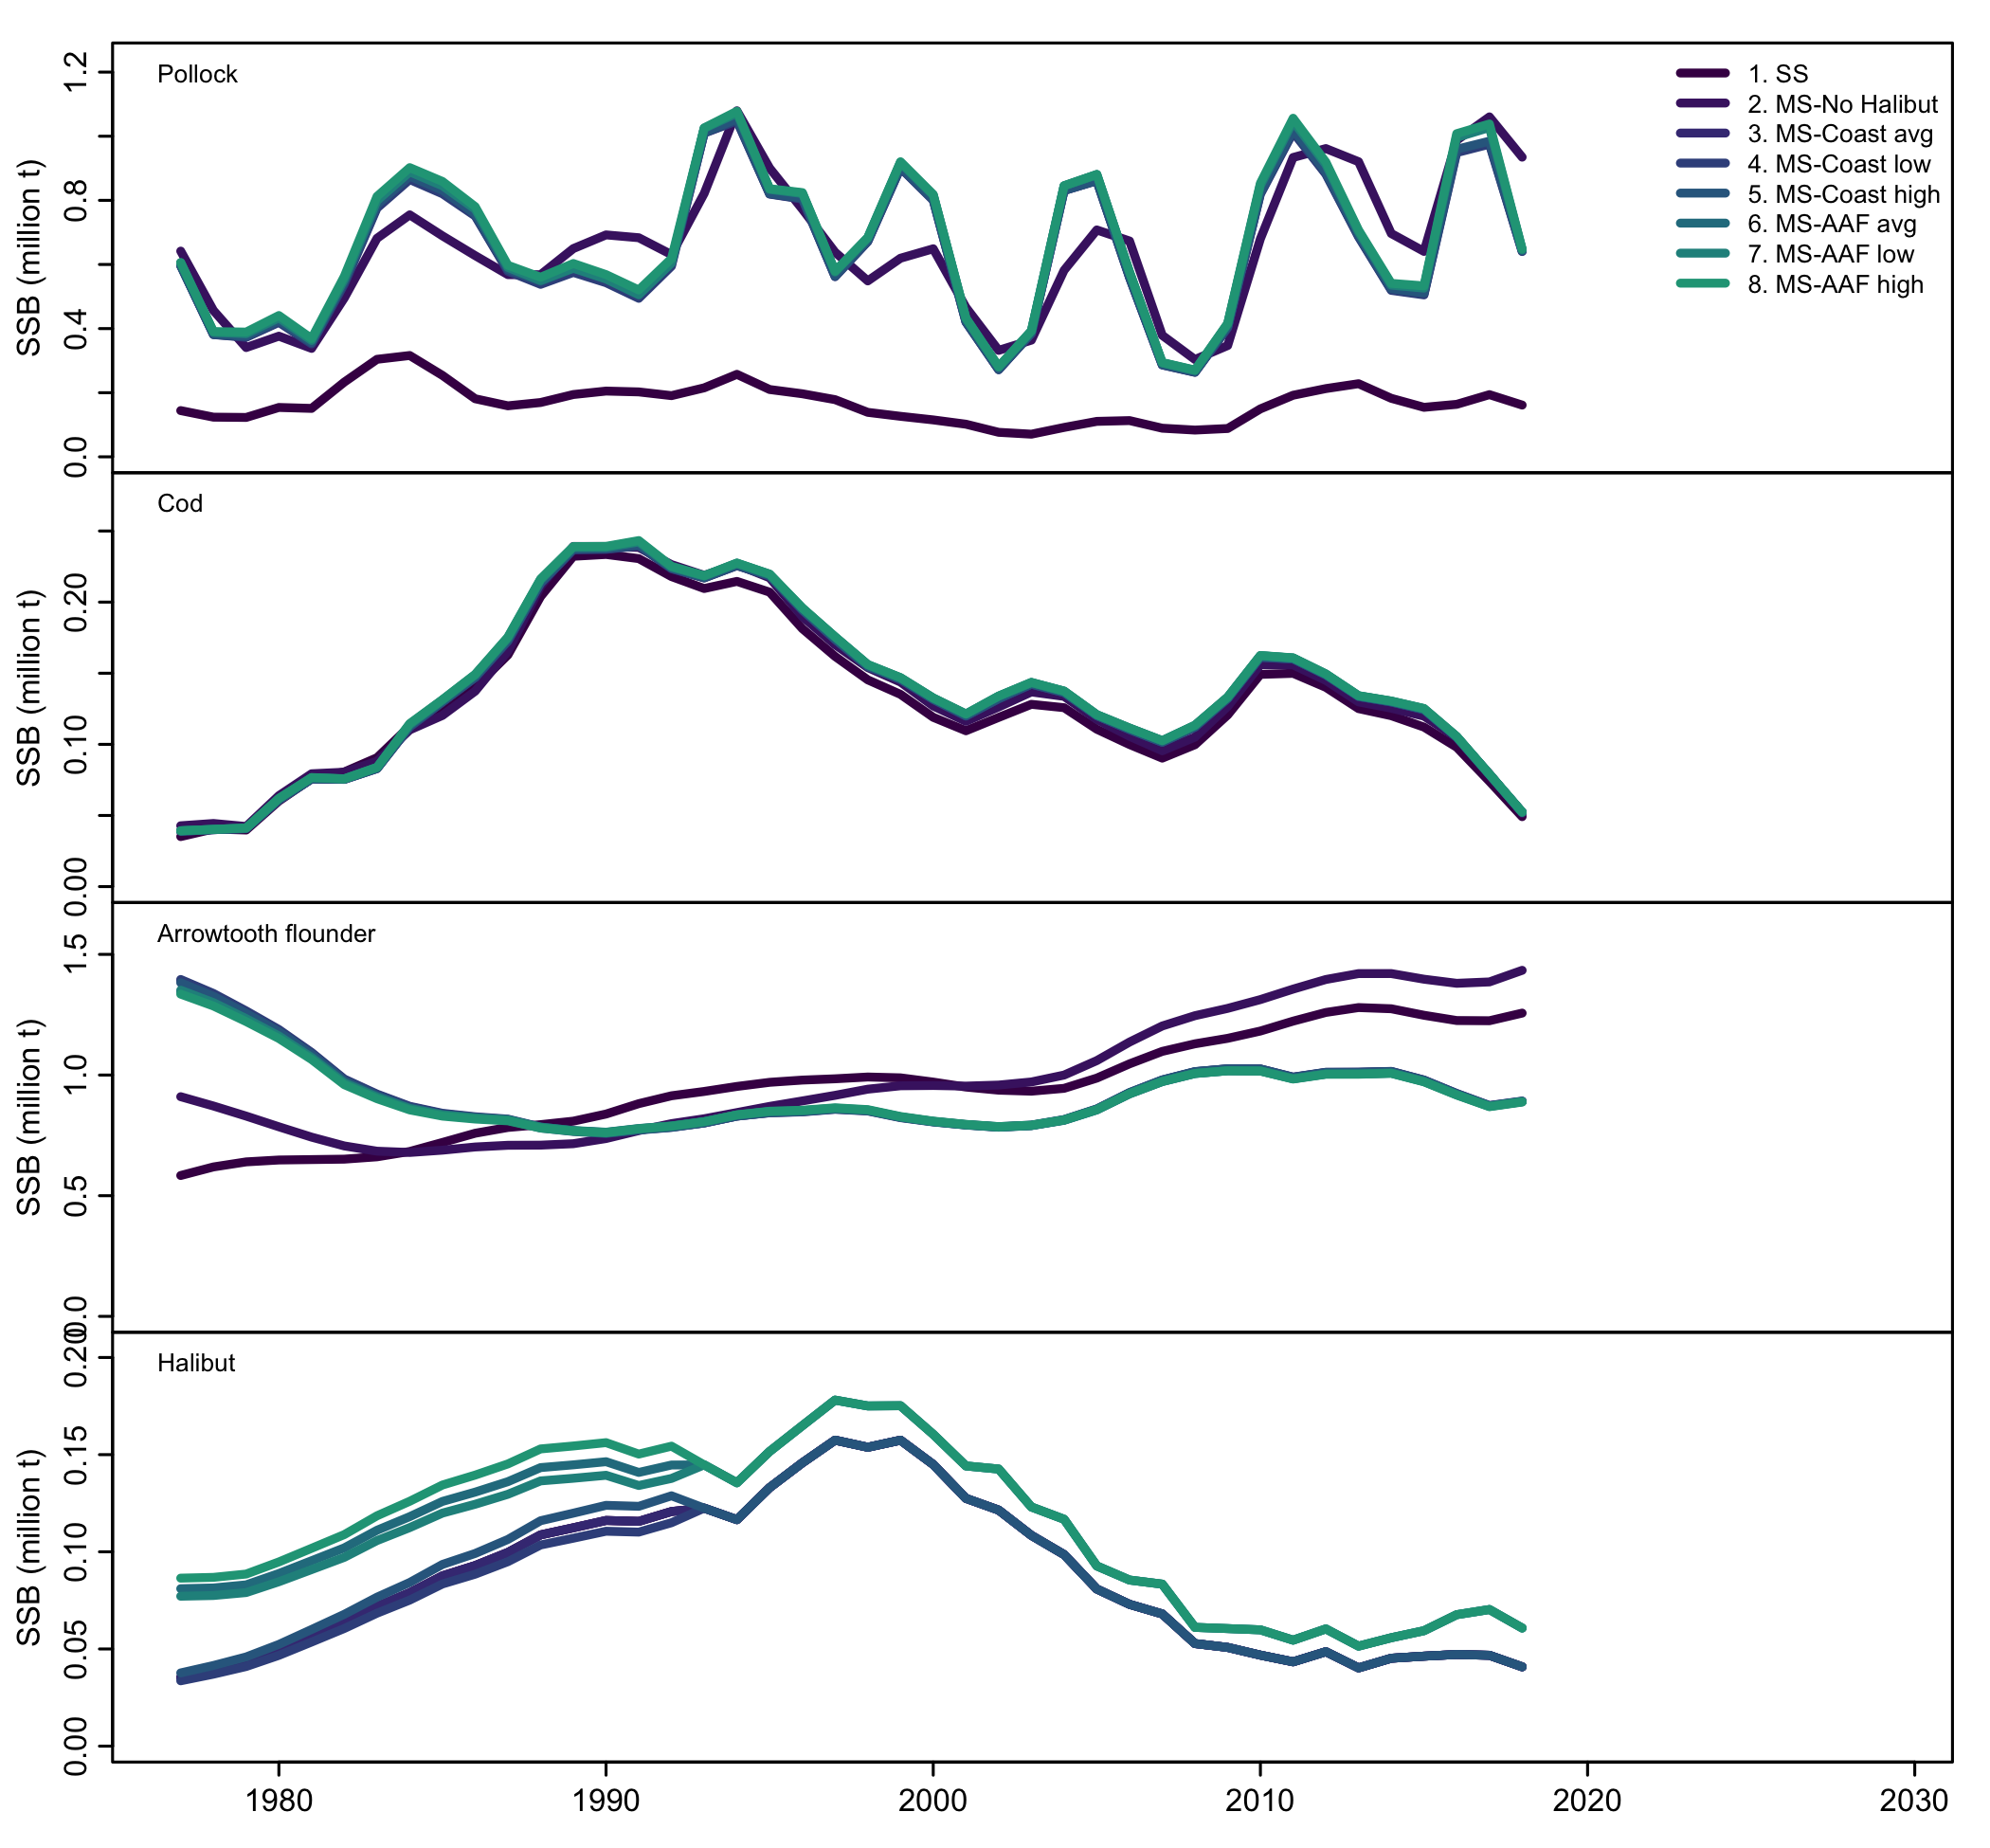 Pollock
1. SS
2. MS-No Halibut
3. MS-Coast avg
4. MS-Coast low
5. MS-Coast high
6. MS-AAF avg
7. MS-AAF low
8. MS-AAF high
SSB (million t)
1.2
0.8
0.4
0.0
Cod
SSB (million t)
0.20
0.10
0.00
Arrowtooth flounder
SSB (million t)
1.5
1.0
0.5
0.0
Halibut
SSB (million t)
0.20
0.15
0.10
0.05
0.00
1980 1990 2000 2010 2020 2030